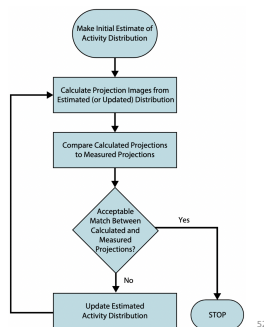 Make Initial Estimate of
Activity Distribution
Calculate Projection Images from
Estimated (or Updated) Distribution
Compare Calculated Projections
to Measured Projections
Acceptable
Match Between
Calculated and
Measured
Projections?
Yes
No
Update Estimated
Activity Distribution
STOP